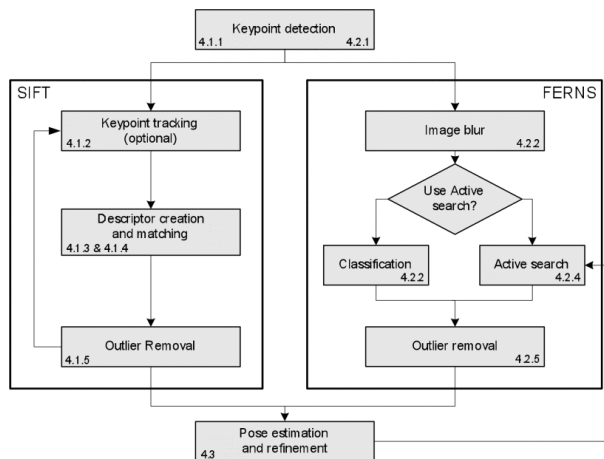 Keypoint detection
4.1.1
4.2.1
SIFT
Keypoint tracking
(optional)
4.1.2
Descriptor creation
and matching
4.1.3 & 4.1.4
Outlier Removal
4.1.5
FERNS
Image blur
4.2.2
Use Active
search?
Classification
4.2.2
Active search
4.2.4
Outlier removal
4.2.5
Pose estimation
and refinement
4.3